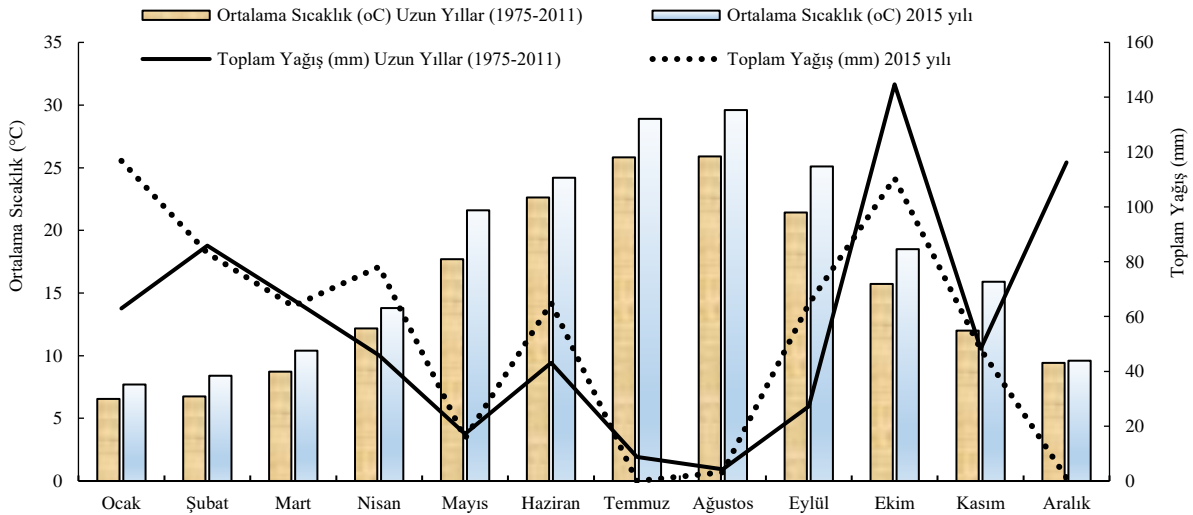 Ortalama Sıcaklık (oC) Uzun Yıllar (1975-2011)
Ortalama Sıcaklık (oC) 2015 yılı
Toplam Yağış (mm) Uzun Yıllar (1975-2011)
Toplam Yağış (mm) 2015 yılı
Ortalama Sıcaklık (°C)
35
30
25
20
15
10
5
0
160
140
120
100
80
60
40
20
0
Toplam Yağış (mm)
Ocak Şubat Mart Nisan Mayıs Haziran Temmuz Ağustos Eylül Ekim Kasım Aralık